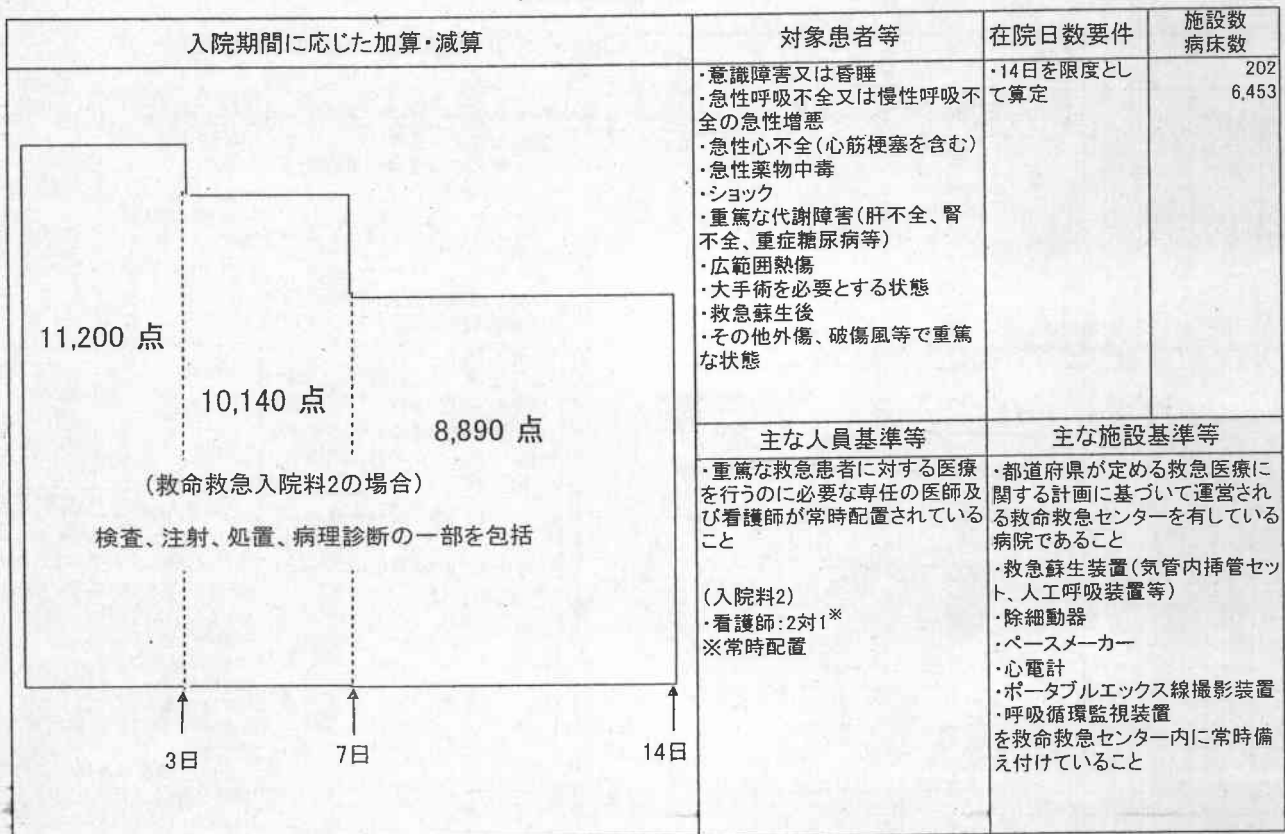 入院期間に応じた加算・減算
11,200 点
10,140 点
8,890 点
(救命救急入院料2の場合)
検査、注射、処置、病理診断の一部を包括
3日
7日
14日
対象患者等
・意識障害又は昏睡
・急性呼吸不全又は慢性呼吸不
全の急性増悪
・急性心不全(心筋梗塞を含む)
・急性薬物中毒
・ショック
・重篤な代謝障害(肝不全、腎
不全、重症糖尿病等)
・広範囲熱傷
・大手術を必要とする状態
・救急蘇生後
・その他外傷、破傷風等で重篤
な状態
在院日数要件
・14日を限度とし
て算定
施設数
病床数
202
6,453
主な人員基準等
・重篤な救急患者に対する医療
を行うのに必要な専任の医師及
び看護師が常時配置されている
こと
(入院料2)
・看護師:2対1※
※常時配置
主な施設基準等
・都道府県が定める救急医療に
関する計画に基づいて運営され
る救命救急センターを有している
病院であること
・救急蘇生装置(気管内挿管セッ
ト、人工呼吸装置等)
・除細動器
・ペースメーカー
・心電計
・ポータブルエックス線撮影装置
・呼吸循環監視装置
を救命救急センター内に常時備
え付けていること